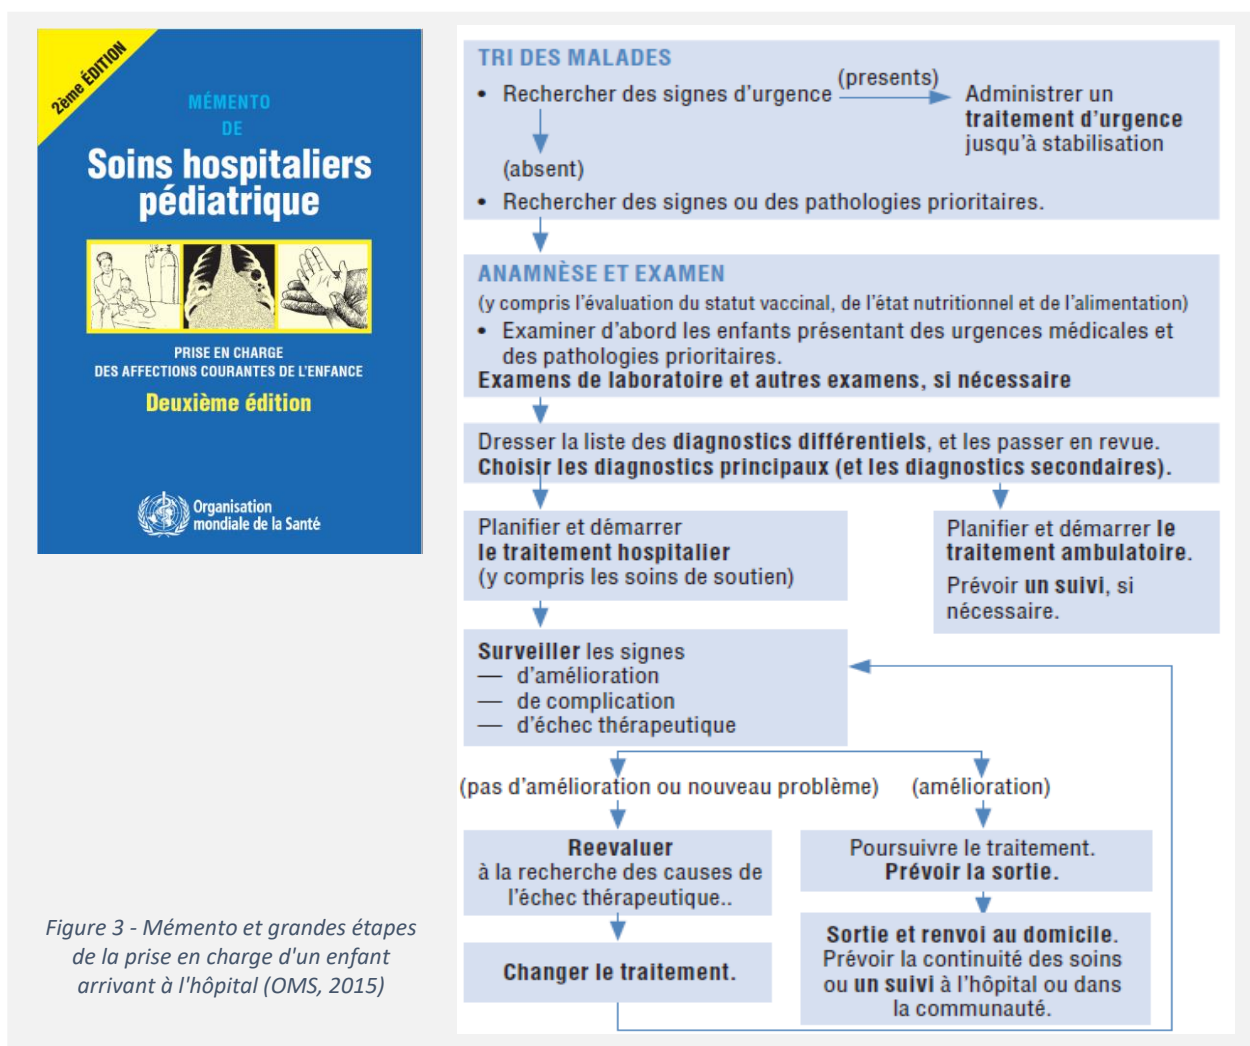 2ème ÉDITION
MÉMENTO
DE
Soins hospitaliers
pédiatrique
PRISE EN CHARGE
DES AFFECTIONS COURANTES DE L'ENFANCE
Deuxième édition
Organisation
mondiale de la Santé
Figure 3 - Mémento et grandes étapes
de la prise en charge d'un enfant
arrivant à l'hôpital (OMS, 2015)
TRI DES MALADES
• Rechercher des signes d'urgence
(presents)
Administrer un
traitement d'urgence
jusqu'à stabilisation
(absent)
• Rechercher des signes ou des pathologies prioritaires.
ANAMNÈSE ET EXAMEN
(y compris l'évaluation du statut vaccinal, de l'état nutritionnel et de l'alimentation)
• Examiner d'abord les enfants présentant des urgences médicales et
des pathologies prioritaires.
Examens de laboratoire et autres examens, si nécessaire
Dresser la liste des diagnostics différentiels, et les passer en revue.
Choisir les diagnostics principaux (et les diagnostics secondaires).
Planifier et démarrer
le traitement hospitalier
(y compris les soins de soutien)
Planifier et démarrer le
traitement ambulatoire.
Prévoir un suivi, si
nécessaire.
Surveiller les signes
— d'amélioration
— de complication
— d'échec thérapeutique
(pas d'amélioration ou nouveau problème)
(amélioration)
Reevaluer
à la recherche des causes de
l'échec thérapeutique..
Changer le traitement.
Poursuivre le traitement.
Prévoir la sortie.
Sortie et renvoi au domicile.
Prévoir la continuité des soins
ou un suivi à l'hôpital ou dans
la communauté.